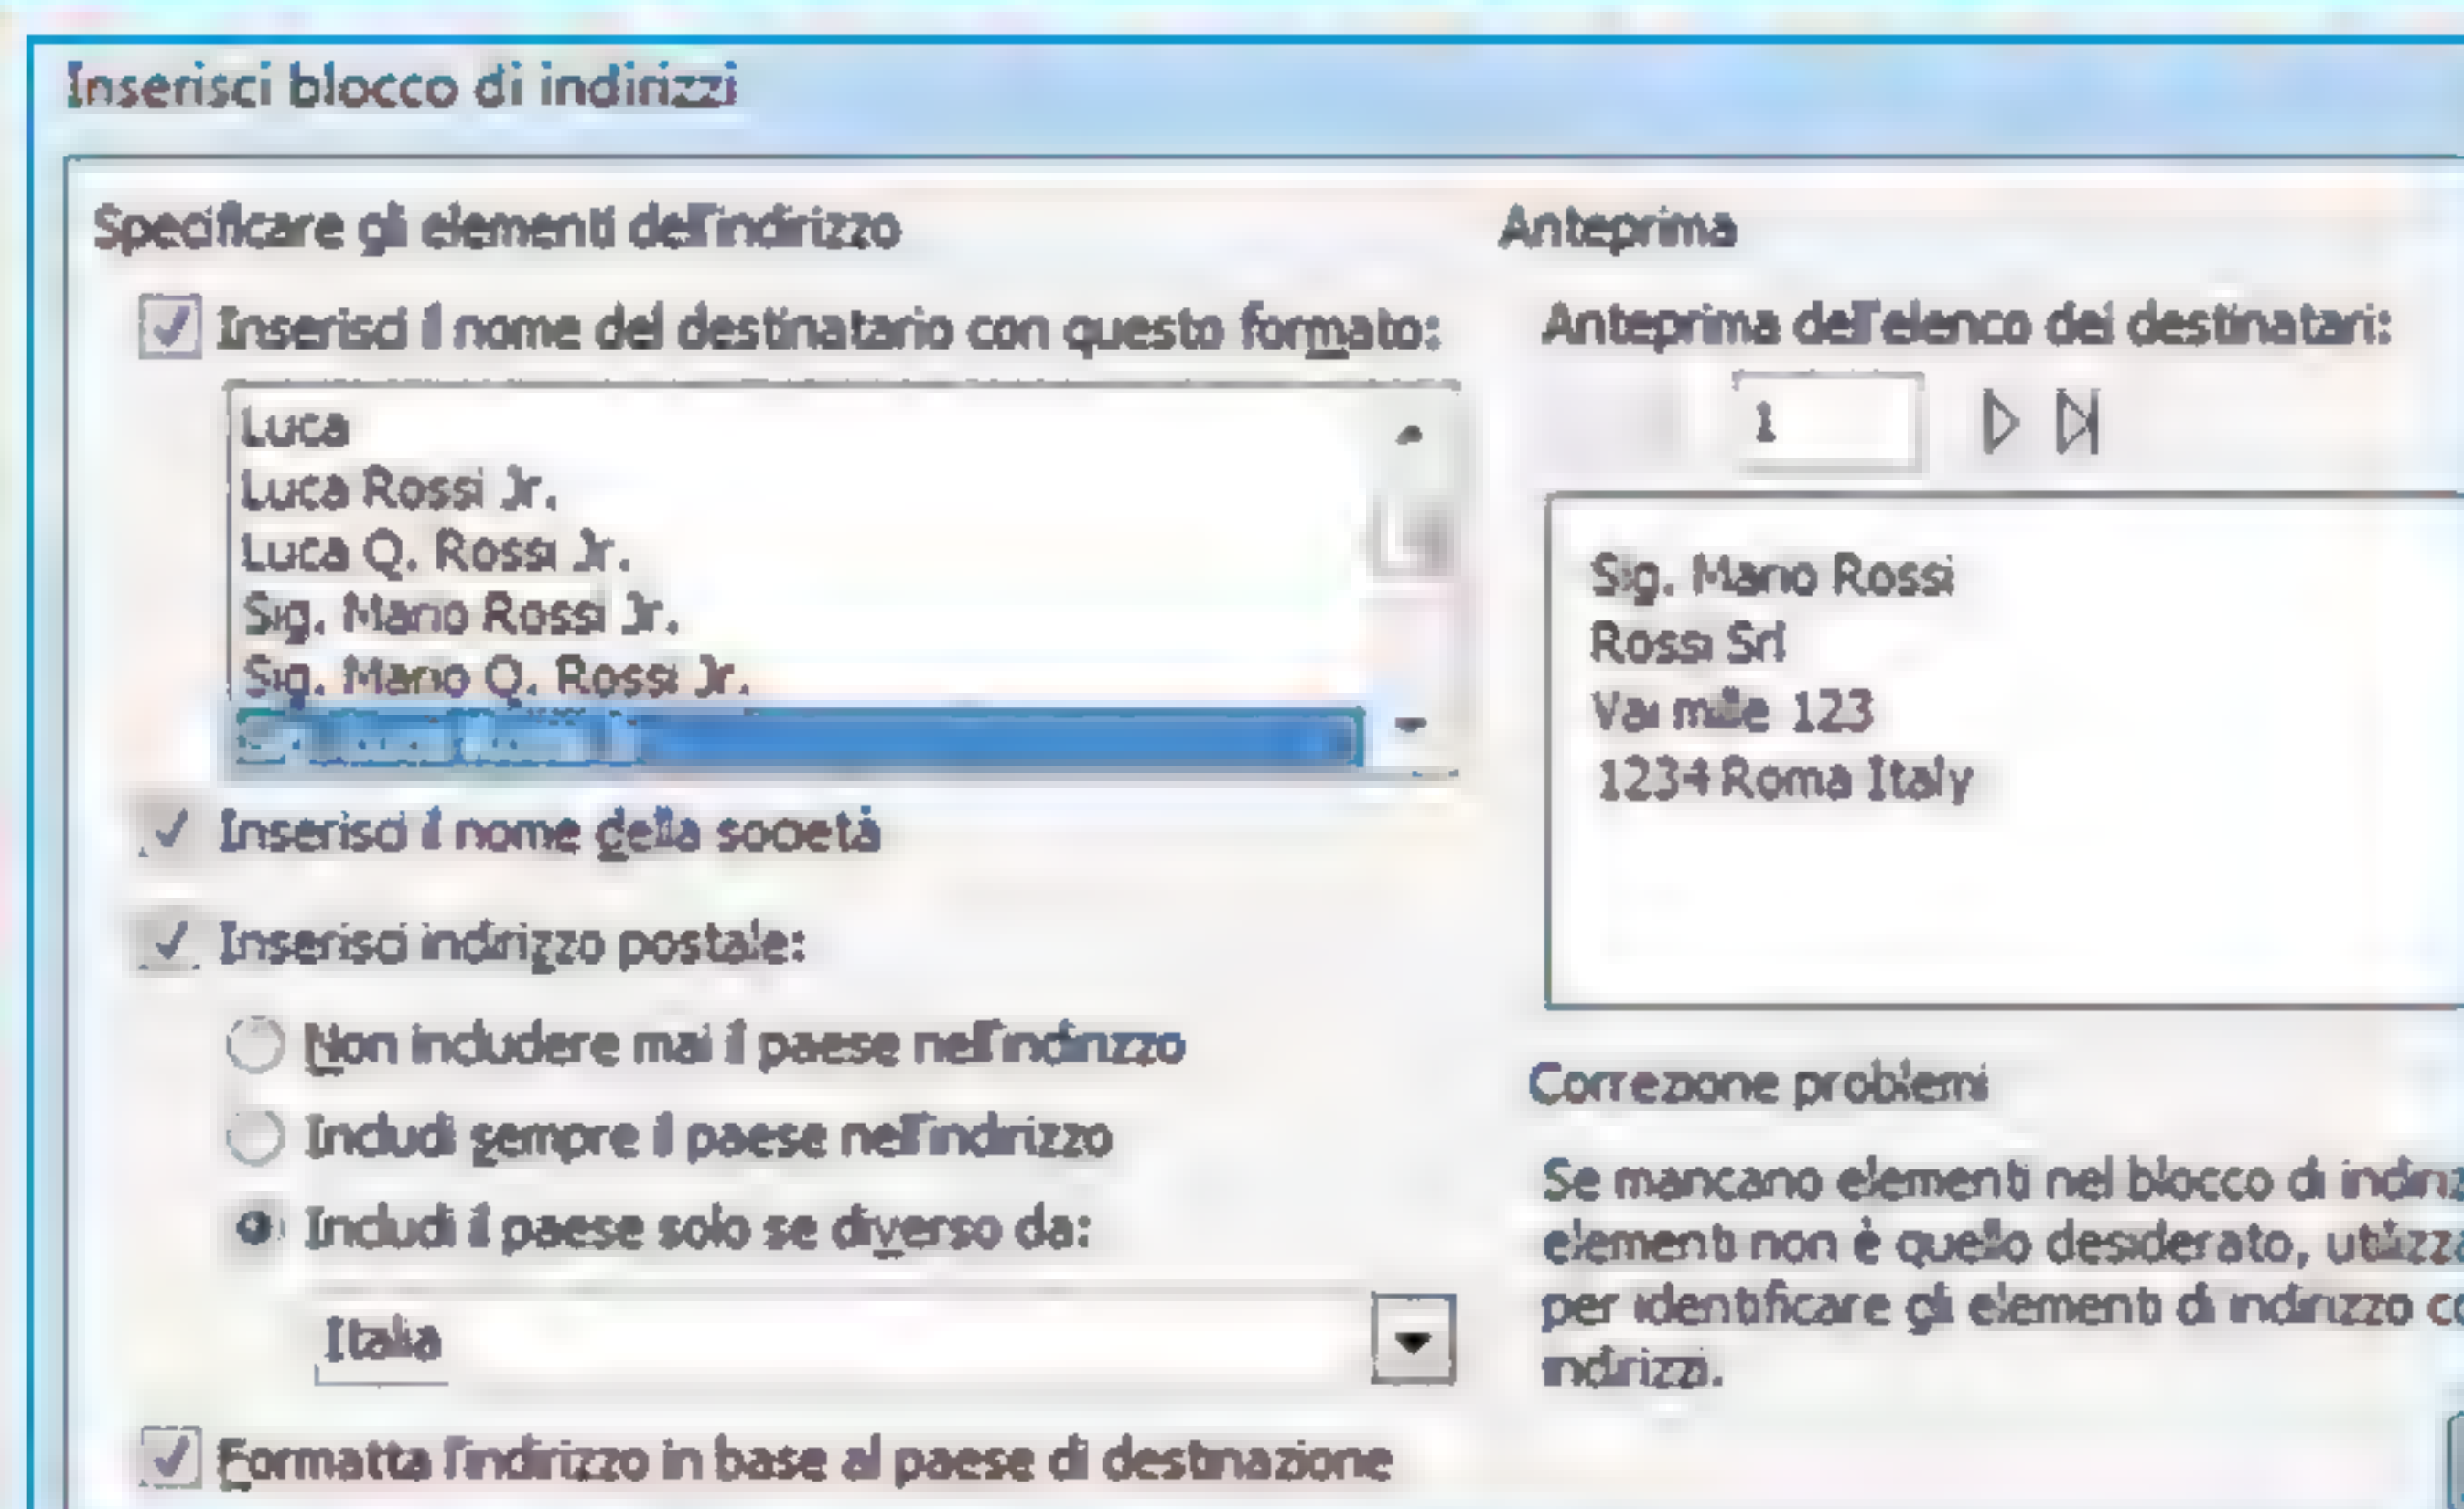 Inserisci blocco di indirizzi
Specificare gli elementi dell'indirizzo
Inserisci il nome del destinatario con questo formato:
Luca
Luca Rossi Jr.
Luca Q. Rossi Jr.
Sig. Mario Rossi Jr.
Sig. Mario Q. Rossi Jr.
Inserisci il nome della società
Inserisci indirizzo postale:
Non includere mai il paese nell'indirizzo
Includi sempre il paese nell'indirizzo
Includi il paese solo se diverso da:
Italia
Formatta l'indirizzo in base al paese di destinazione
Anteprima
Anteprima dell'elenco dei destinatari:
1
Sig. Mario Rossi
Rossi Srl
Vai mille 123
1234 Roma Italy
Correzione problemi
Se mancano elementi nel blocco di
elementi non è quello desiderato,
per identificare gli elementi di indirizzo
indirizzi.